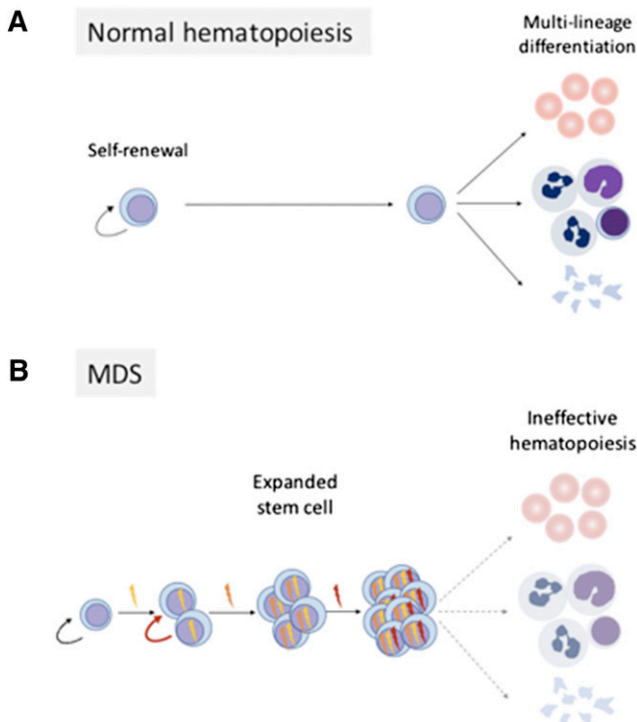 A
Normal hematopoiesis
Multi-lineage
differentiation
Self-renewal
B
MDS
Ineffective
hematopoiesis
Expanded
stem cell